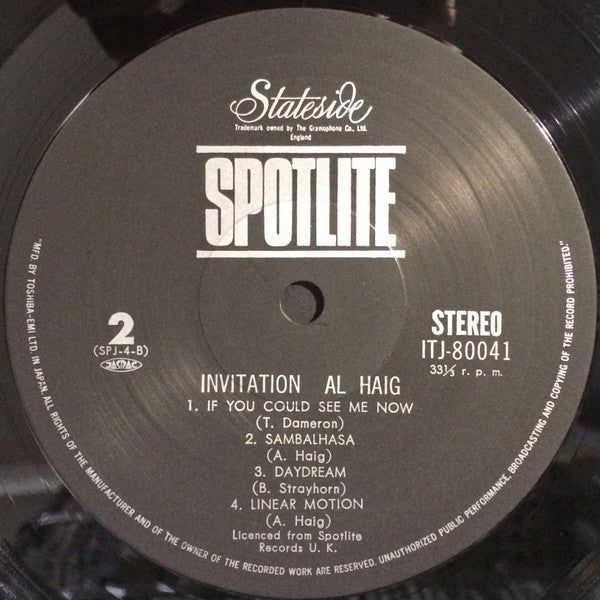 Stateside
Trademark owned by The Gramophone Co., Ltd.
England
SPOTLITE
2
(SPJ-4-B)
JASRAC
STEREO
ITJ-80041
33⅓ r. p. m.
INVITATION AL HAIG
1. IF YOU COULD SEE ME NOW
(T. Dameron)
2. SAMBALHASA
(A. Haig)
3. DAYDREAM
(B. Strayhorn)
4. LINEAR MOTION
(A. Haig)
Licenced from Spotlite
Records U. K.
"MFD. BY TOSHIBA-EMI LTD. IN JAPAN ALL RIGHTS OF THE MANUFACTURER AND OF THE OWNER OF THE RECORDED WORK ARE RESERVED. UNAUTHORIZED PUBLIC PERFORMANCE, BROADCASTING AND COPYING OF THE RECORD PROHIBITED."